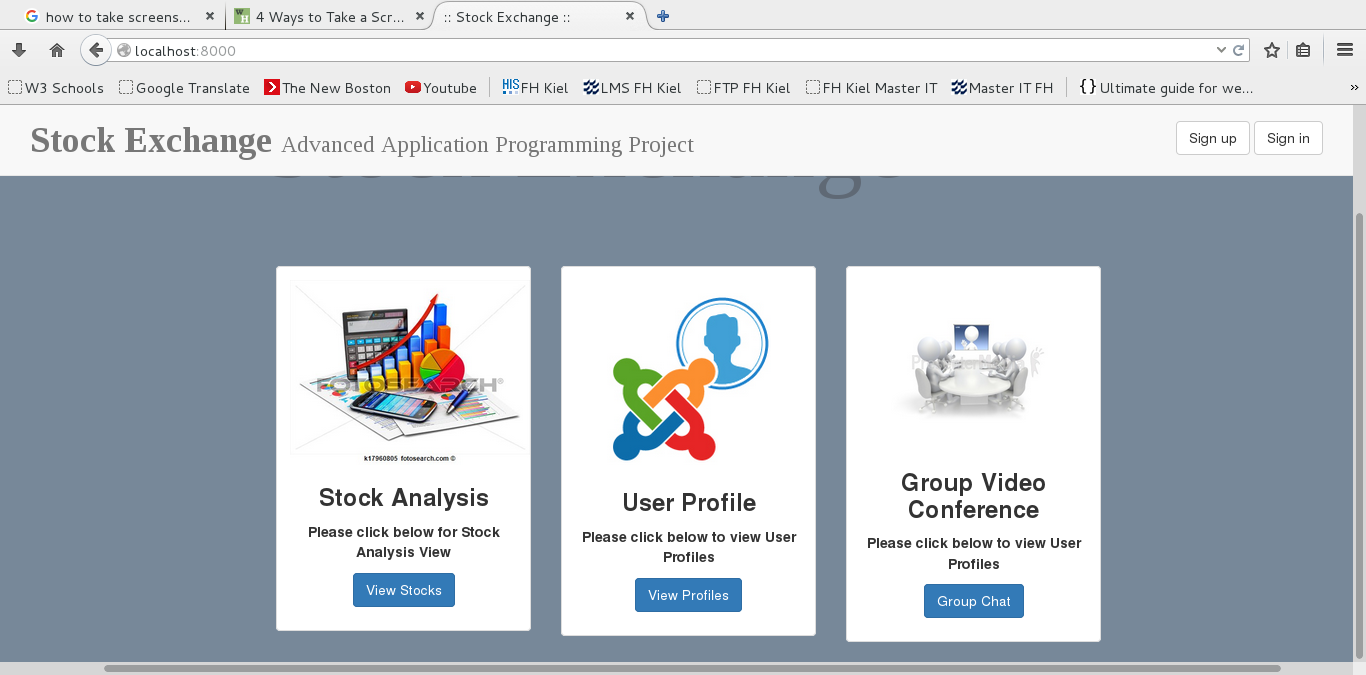 how to take screens...
4 Ways to Take a Scr...
:: Stock Exchange ::
localhost:8000
W3 Schools
Google Translate
The New Boston
Youtube
HIS FH Kiel
LMS FH Kiel
FTP FH Kiel
FH Kiel Master IT
Master IT FH
{} Ultimate guide for we...
»
Stock Exchange Advanced Application Programming Project
Sign up
Sign in
FOTOSEARCH®
k17960805 fotosearch.com ©
Stock Analysis
Please click below for Stock
Analysis View
View Stocks
User Profile
Please click below to view User
Profiles
View Profiles
Group Video
Conference
Please click below to view User
Profiles
Group Chat